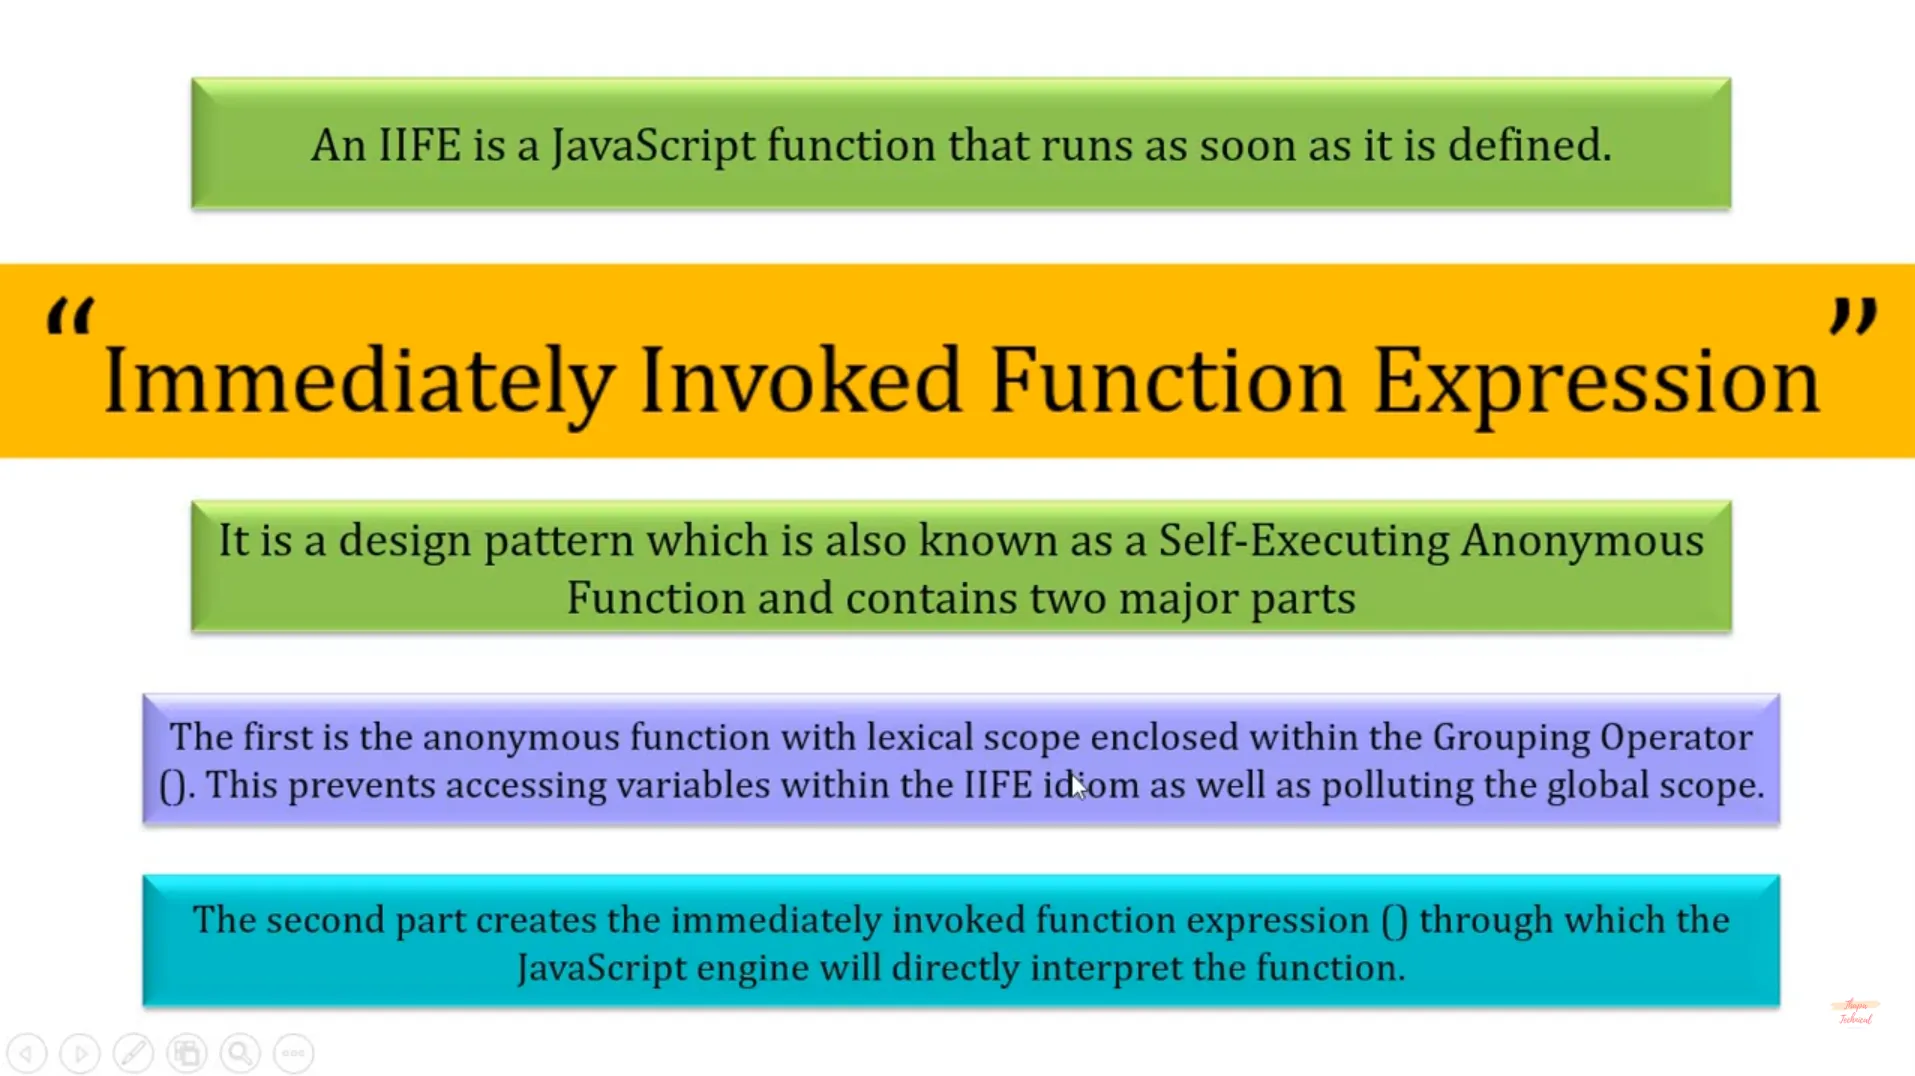 An IIFE is a JavaScript function that runs as soon as it is defined.
“Immediately Invoked Function Expression”
It is a design pattern which is also known as a Self-Executing Anonymous
Function and contains two major parts
The first is the anonymous function with lexical scope enclosed within the Grouping Operator
(). This prevents accessing variables within the IIFE idiom as well as polluting the global scope.
The second part creates the immediately invoked function expression () through which the
JavaScript engine will directly interpret the function.
Thapa
Technical